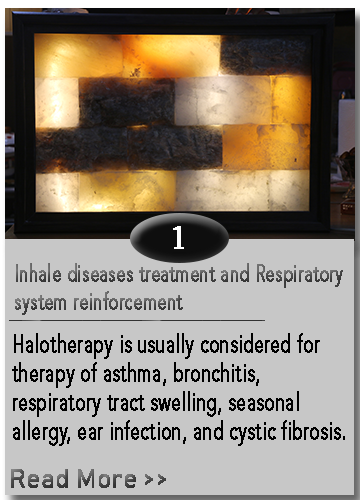 1
Inhale diseases treatment and Respiratory
system reinforcement
Halotherapy is usually considered for
therapy of asthma, bronchitis,
respiratory tract swelling, seasonal
allergy, ear infection, and cystic fibrosis.
Read More >>